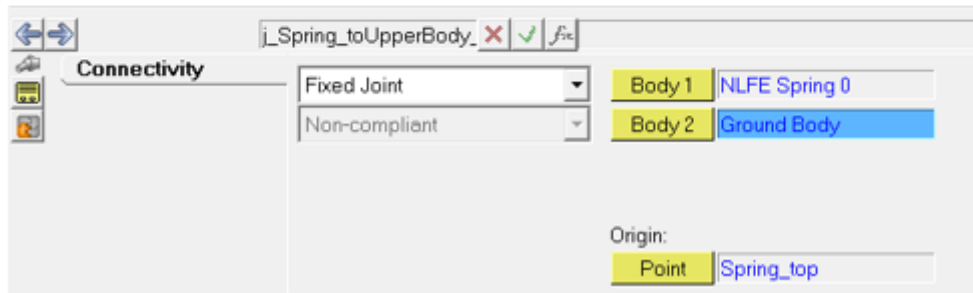 j_Spring_toUpperBody_
Connectivity
Fixed Joint
Body 1 NLFE Spring 0
Non-compliant
Body 2 Ground Body
Origin:
Point Spring_top